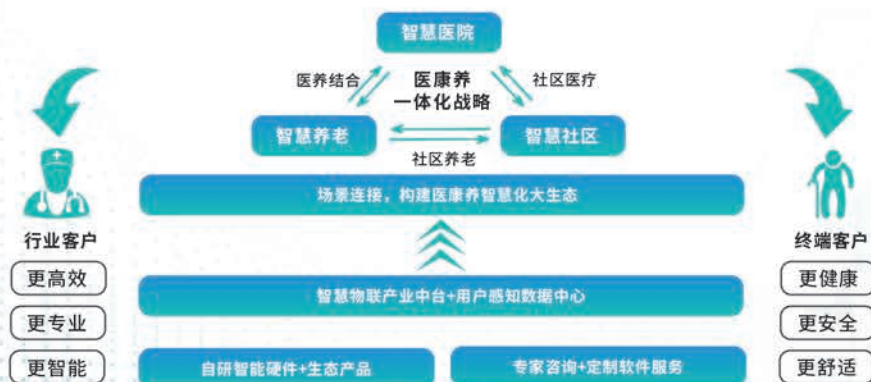 智慧医院
医养结合
医康养
一体化战略
社区医疗
智慧养老
智慧社区
社区养老
场景连接，构建医康养智慧化大生态
行业客户
更高效
更专业
更智能
终端客户
更健康
更安全
更舒适
智慧物联产业中台+用户感知数据中心
自研智能硬件+生态产品
专家咨询+定制软件服务